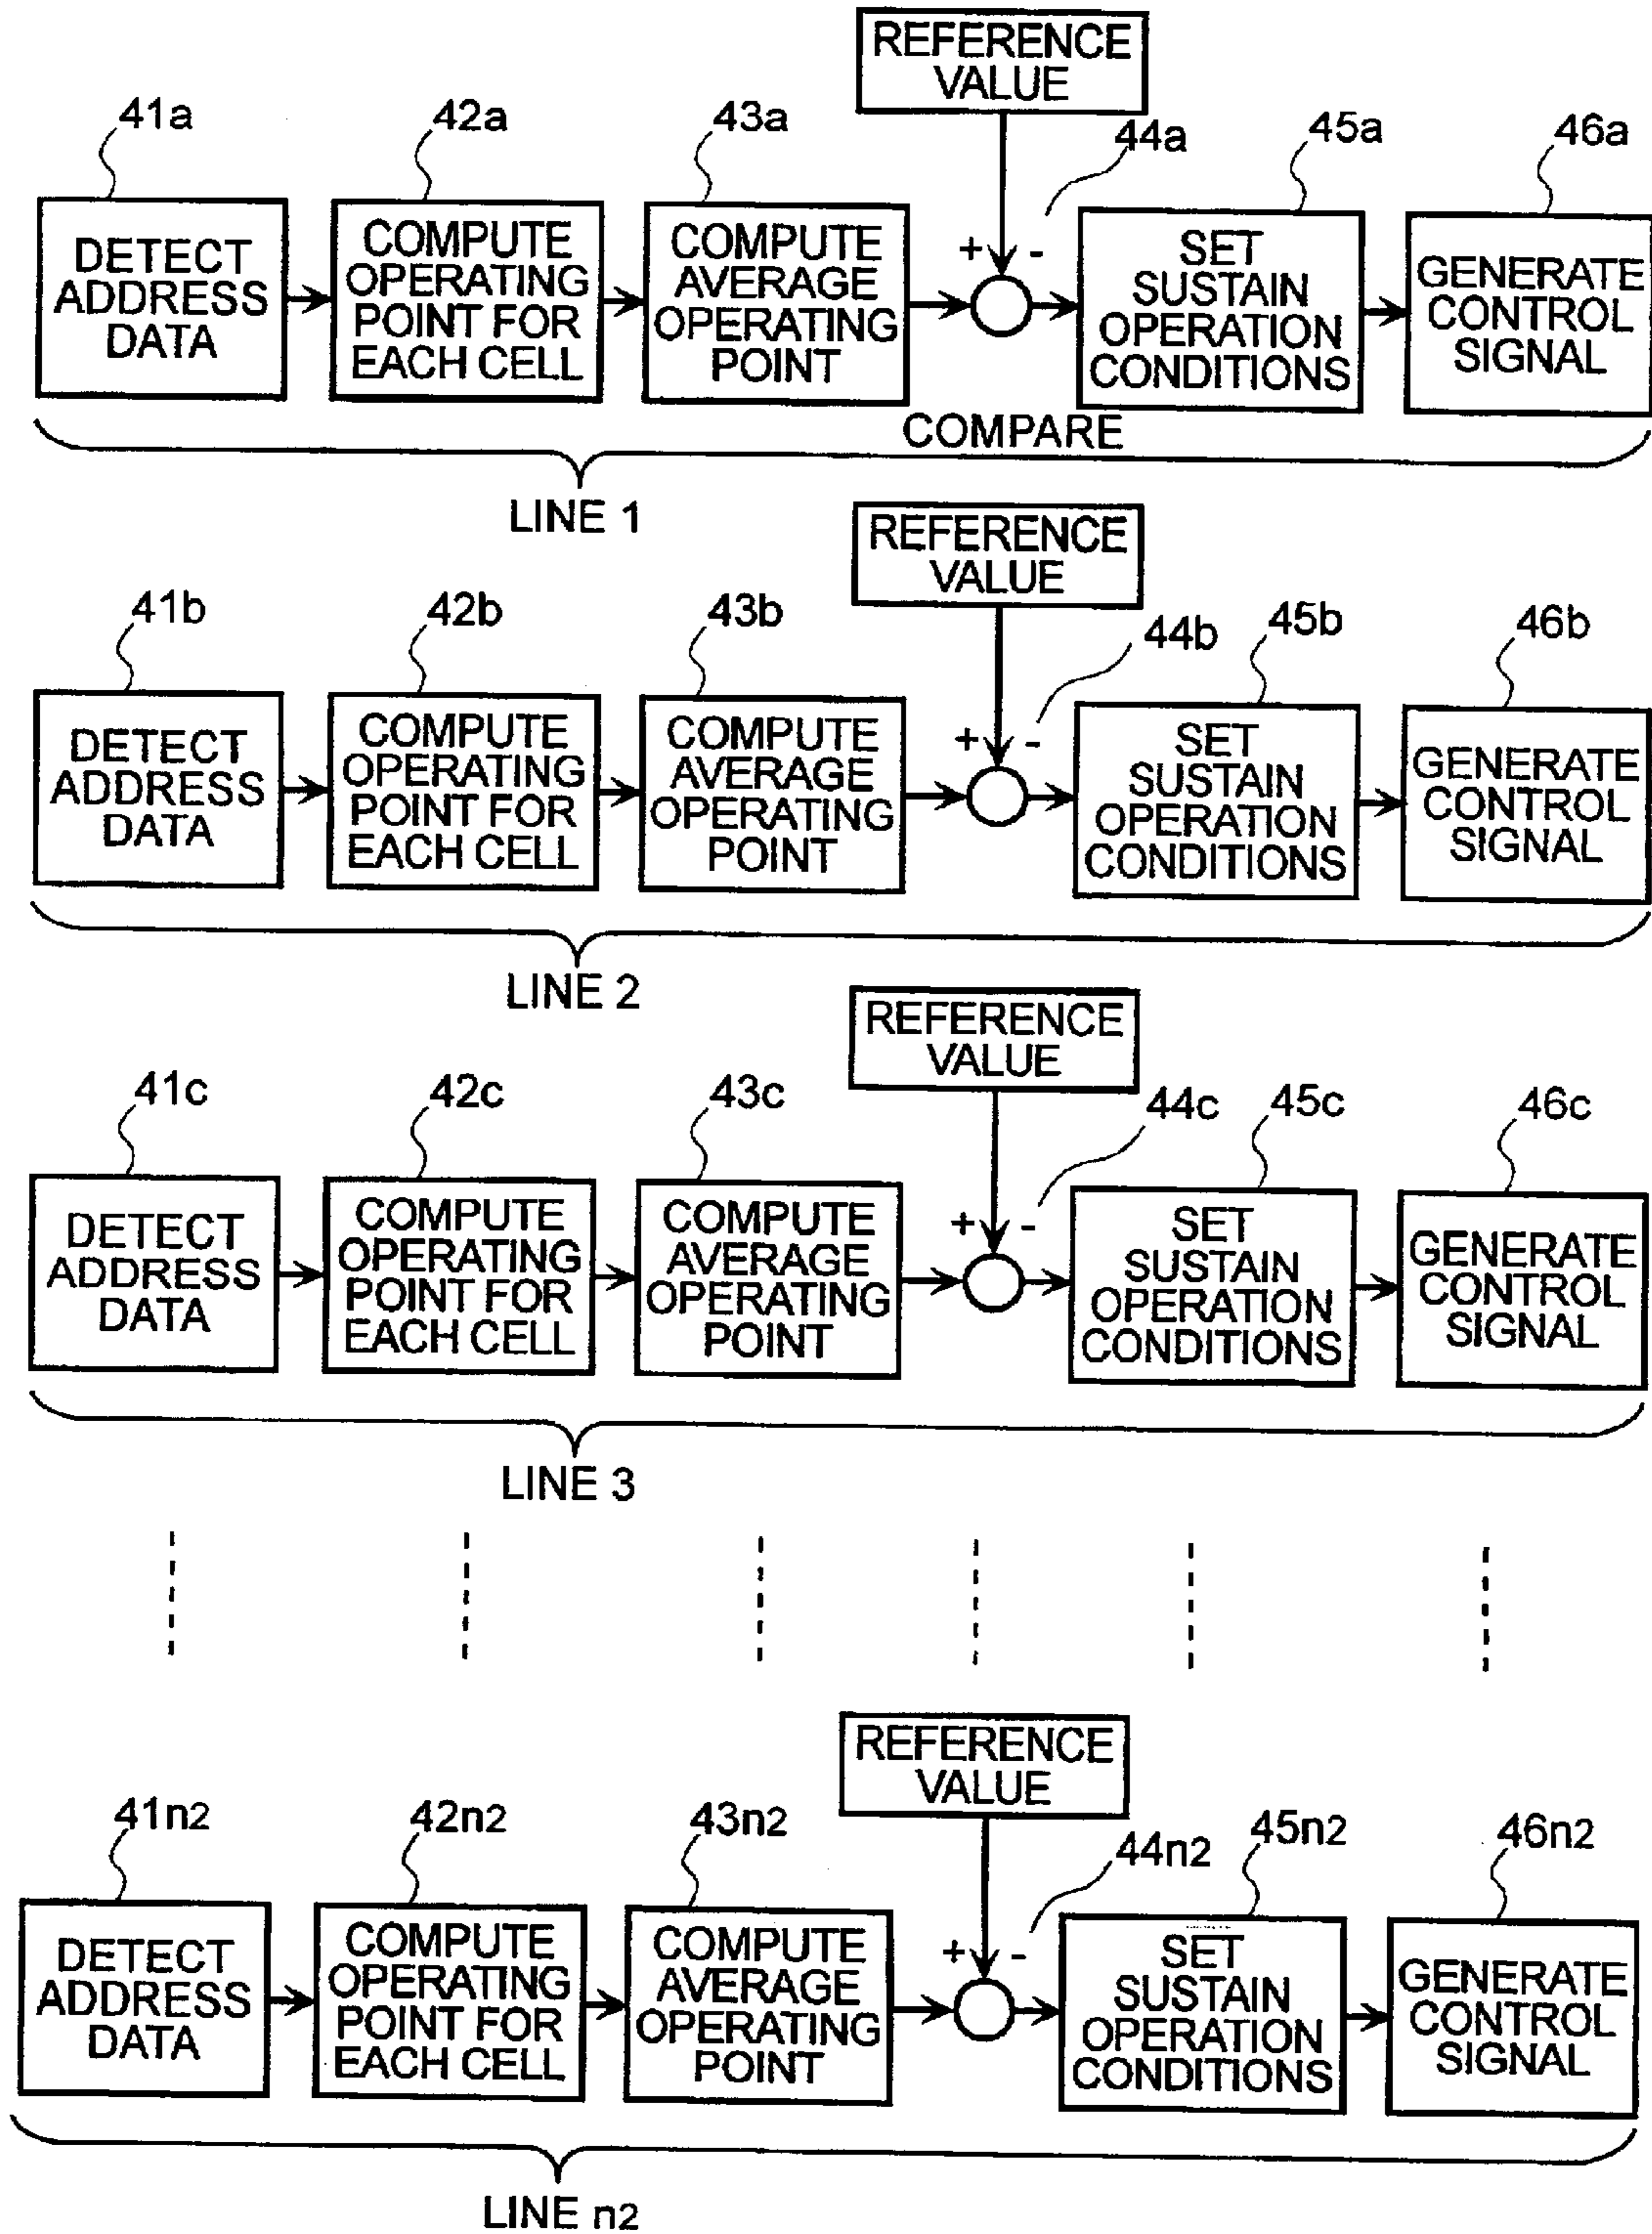 REFERENCE
VALUE
41a
42a
43a
44a
45a
46a
DETECT
ADDRESS
DATA
COMPUTE
OPERATING
POINT FOR
EACH CELL
COMPUTE
AVERAGE
OPERATING
POINT
+ -
SET
SUSTAIN
OPERATION
CONDITIONS
GENERATE
CONTROL
SIGNAL
COMPARE
LINE 1
REFERENCE
VALUE
41b
42b
43b
44b
45b
46b
DETECT
ADDRESS
DATA
COMPUTE
OPERATING
POINT FOR
EACH CELL
COMPUTE
AVERAGE
OPERATING
POINT
+ -
SET
SUSTAIN
OPERATION
CONDITIONS
GENERATE
CONTROL
SIGNAL
LINE 2
REFERENCE
VALUE
41c
42c
43c
44c
45c
46c
DETECT
ADDRESS
DATA
COMPUTE
OPERATING
POINT FOR
EACH CELL
COMPUTE
AVERAGE
OPERATING
POINT
+ -
SET
SUSTAIN
OPERATION
CONDITIONS
GENERATE
CONTROL
SIGNAL
LINE 3
REFERENCE
VALUE
41n2
42n2
43n2
44n2
45n2
46n2
DETECT
ADDRESS
DATA
COMPUTE
OPERATING
POINT FOR
EACH CELL
COMPUTE
AVERAGE
OPERATING
POINT
+ -
SET
SUSTAIN
OPERATION
CONDITIONS
GENERATE
CONTROL
SIGNAL
LINE n2